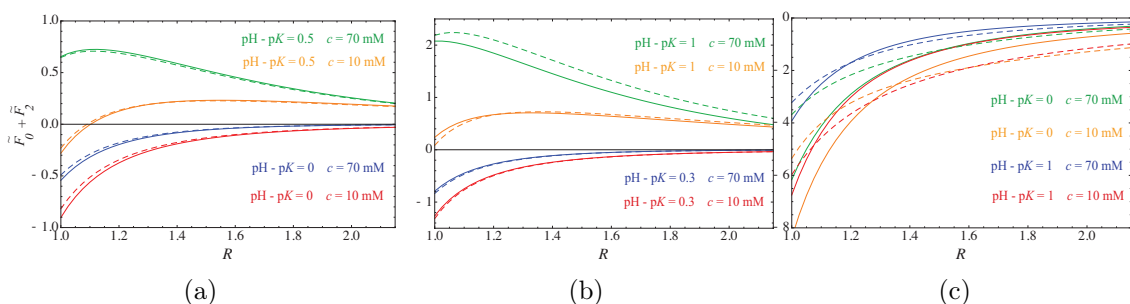 1.0
0.5
0.0
- 0.5
- 1.0
F̃0 + F̃2
pH - pK = 0.5 c = 70 mM
pH - pK = 0.5 c = 10 mM
pH - pK = 0 c = 70 mM
pH - pK = 0 c = 10 mM
1.0 1.2 1.4 1.6 1.8 2.0
R
(a)
2
1
0
- 1
pH - pK = 1 c = 70 mM
pH - pK = 1 c = 10 mM
pH - pK = 0.3 c = 70 mM
pH - pK = 0.3 c = 10 mM
1.0 1.2 1.4 1.6 1.8 2.0
R
(b)
0
2
4
6
8
pH - pK = 0 c = 70 mM
pH - pK = 0 c = 10 mM
pH - pK = 1 c = 70 mM
pH - pK = 1 c = 10 mM
1.0 1.2 1.4 1.6 1.8 2.0
R
(c)